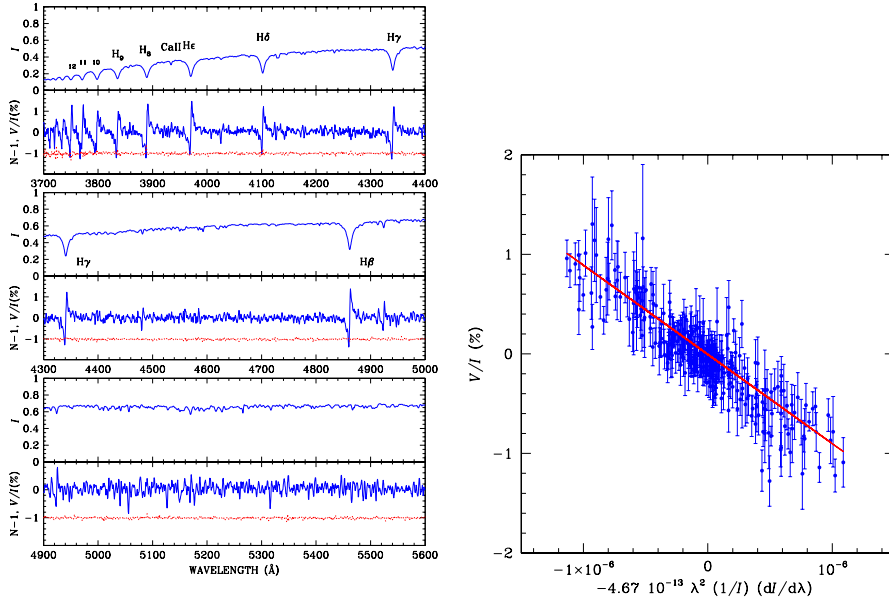 I
1
0.8
0.6
0.4
0.2
0
12
11
10
H9
H8
CaII
Hε
Hδ
Hγ
N−1, V/I(%)
1
0
−1
3700 3800 3900 4000 4100 4200 4300 4400
I
1
0.8
0.6
0.4
0.2
0
Hγ
Hβ
N−1, V/I(%)
1
0
−1
4300 4400 4500 4600 4700 4800 4900 5000
I
1
0.8
0.6
0.4
0.2
0
N−1, V/I(%)
1
0
−1
4900 5000 5100 5200 5300 5400 5500 5600
WAVELENGTH (Å)
V/I (%)
2
1
0
−1
−2
−1×10⁻⁶ 0 10⁻⁶
−4.67 10⁻¹³ λ² (1/I) (dI/dλ)